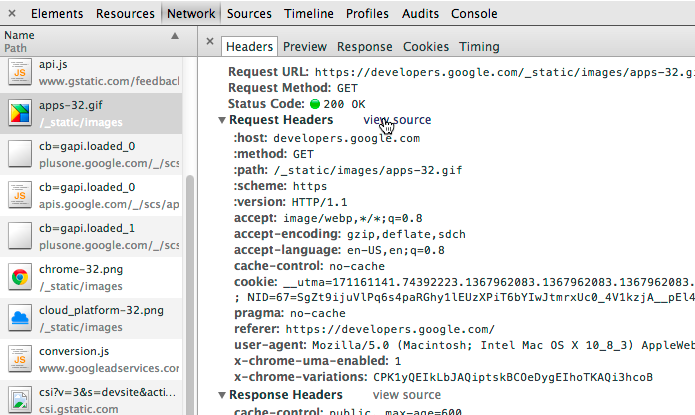 × Elements Resources Network Sources Timeline Profiles Audits Console
Name
Path
api.js
www.gstatic.com/feedback
apps-32.gif
/_static/images
cb=gapi.loaded_0
plusone.google.com/_/scs
cb=gapi.loaded_0
apis.google.com/_/scs/ap
cb=gapi.loaded_1
plusone.google.com/_/scs
chrome-32.png
/_static/images
cloud_platform-32.png
/_static/images
conversion.js
www.googleadservices.com
csi?v=3&s=devsite&acti...
csi.gstatic.com
× Headers Preview Response Cookies Timing
Request URL: https://developers.google.com/_static/images/apps-32.gi
Request Method: GET
Status Code: 200 OK
▼ Request Headers view source
:host: developers.google.com
:method: GET
:path: /_static/images/apps-32.gif
:scheme: https
:version: HTTP/1.1
accept: image/webp,*/*;q=0.8
accept-encoding: gzip,deflate,sdch
accept-language: en-US,en;q=0.8
cache-control: no-cache
cookie: __utma=171161141.74392223.1367962083.1367962083.1367962083.
; NID=67=SgZt9ijuVlPq6s4paRGhy1lEUzXPiT6bYIwJtmrxUc0_4V1kzjA__pEl4
pragma: no-cache
referer: https://developers.google.com/
user-agent: Mozilla/5.0 (Macintosh; Intel Mac OS X 10_8_3) AppleWeb
x-chrome-uma-enabled: 1
x-chrome-variations: CPK1yQEIkLbJAQiptskBCOeDygEIhoTKAQi3hcoB
▼ Response Headers view source
cache-control: public, max-age=600